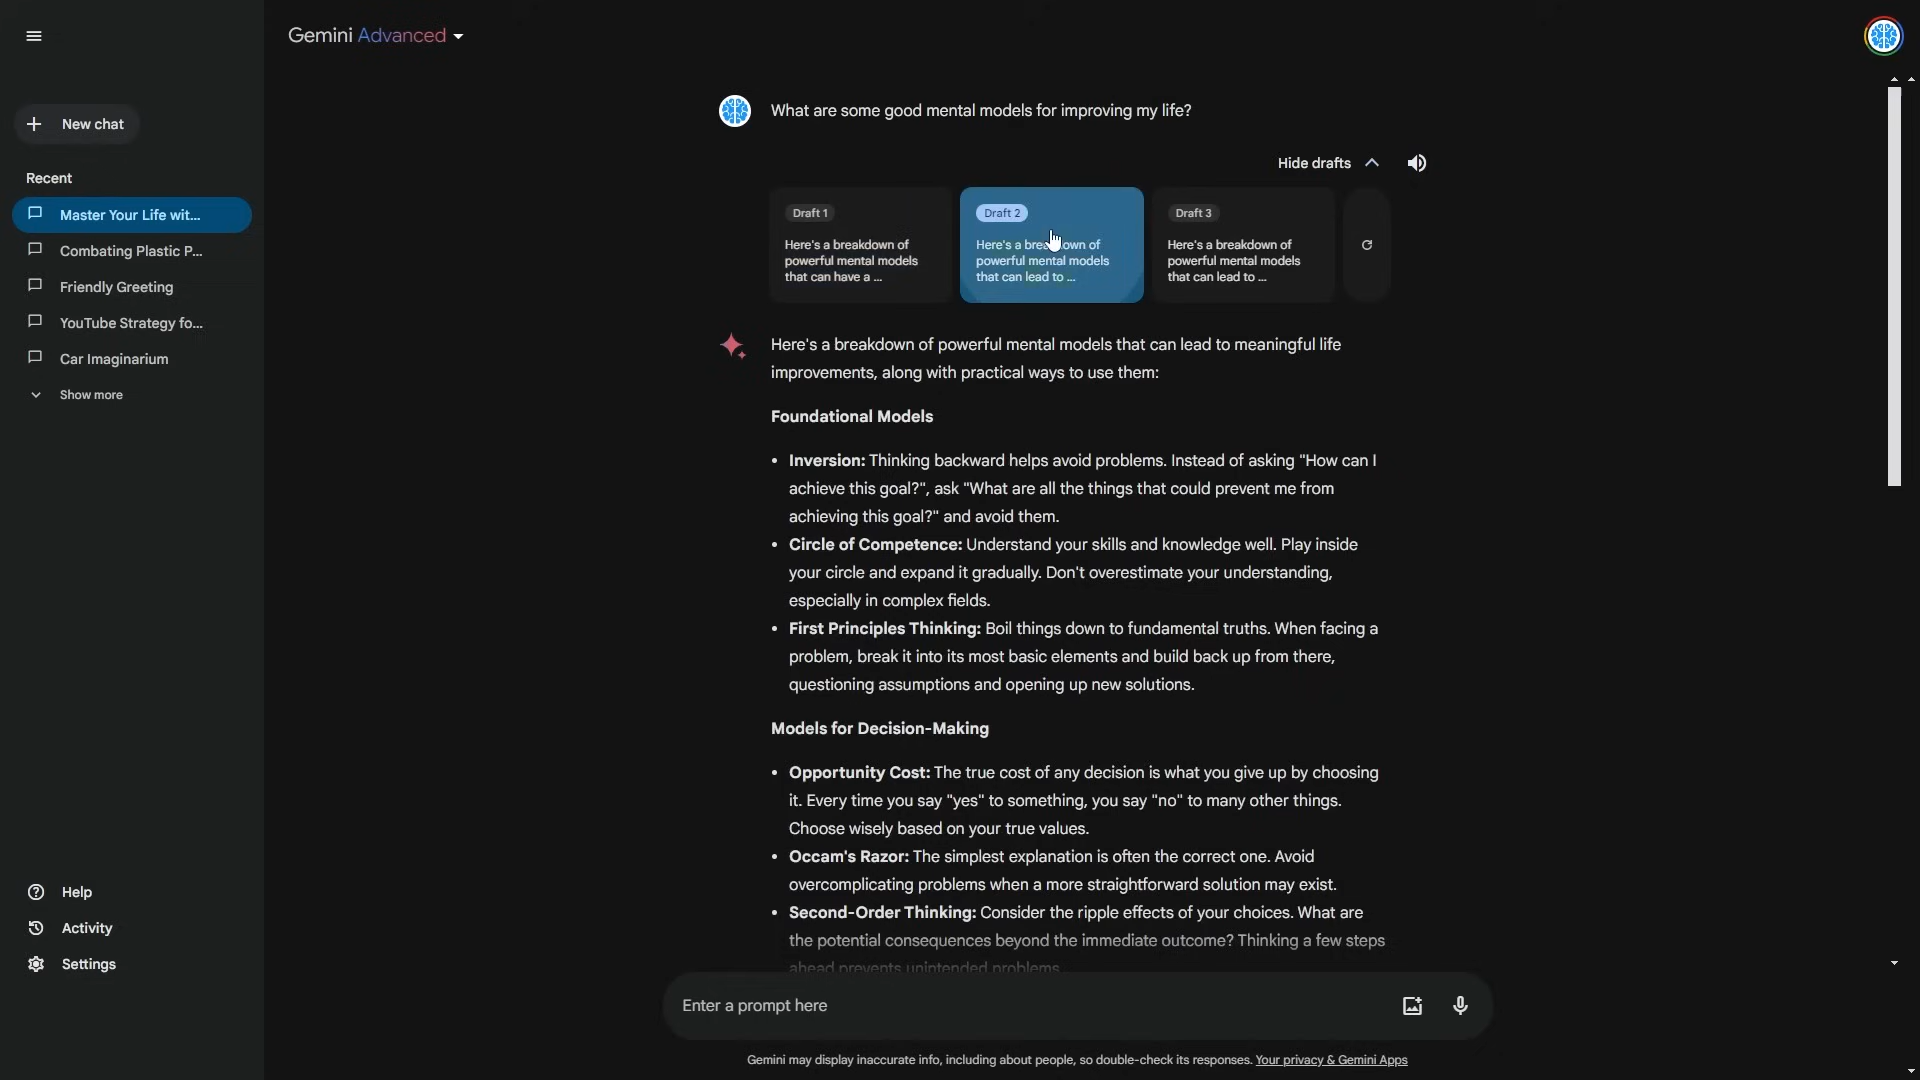 Gemini Advanced
New chat
Recent
Master Your Life wit...
Combating Plastic P...
Friendly Greeting
YouTube Strategy fo...
Car Imaginarium
Show more
Help
Activity
Settings
What are some good mental models for improving my life?
Hide drafts
Draft 1
Here's a breakdown of
powerful mental models
that can have a ...
Draft 2
Here's a breakdown of
powerful mental models
that can lead to ...
Draft 3
Here's a breakdown of
powerful mental models
that can lead to ...
Here's a breakdown of powerful mental models that can lead to meaningful life
improvements, along with practical ways to use them:
Foundational Models
• Inversion: Thinking backward helps avoid problems. Instead of asking "How can I
achieve this goal?", ask "What are all the things that could prevent me from
achieving this goal?" and avoid them.
• Circle of Competence: Understand your skills and knowledge well. Play inside
your circle and expand it gradually. Don't overestimate your understanding,
especially in complex fields.
• First Principles Thinking: Boil things down to fundamental truths. When facing a
problem, break it into its most basic elements and build back up from there,
questioning assumptions and opening up new solutions.
Models for Decision-Making
• Opportunity Cost: The true cost of any decision is what you give up by choosing
it. Every time you say "yes" to something, you say "no" to many other things.
Choose wisely based on your true values.
• Occam's Razor: The simplest explanation is often the correct one. Avoid
overcomplicating problems when a more straightforward solution may exist.
• Second-Order Thinking: Consider the ripple effects of your choices. What are
the potential consequences beyond the immediate outcome? Thinking a few steps
ahead prevents unintended problems.
Enter a prompt here
Gemini may display inaccurate info, including about people, so double-check its responses. Your privacy & Gemini Apps